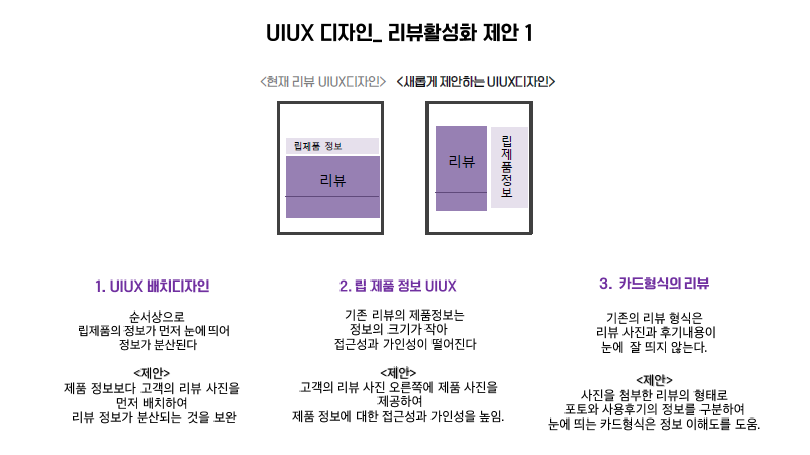 UIUX 디자인_ 리뷰활성화 제안 1
<현재 리뷰 UIUX디자인>
<새롭게 제안하는 UIUX디자인>
립제품 정보
리뷰
리뷰
립제품정보
1. UIUX 배치디자인
순서상으로
립제품의 정보가 먼저 눈에 띄어
정보가 분산된다
<제안>
제품 정보보다 고객의 리뷰 사진을
먼저 배치하여
리뷰 정보가 분산되는 것을 보완
2. 립 제품 정보 UIUX
기존 리뷰의 제품정보는
정보의 크기가 작아
접근성과 가인성이 떨어진다
<제안>
고객의 리뷰 사진 오른쪽에 제품 사진을
제공하여
제품 정보에 대한 접근성과 가인성을 높임.
3. 카드형식의 리뷰
기존의 리뷰 형식은
리뷰 사진과 후기내용이
눈에 잘 띄지 않는다.
<제안>
사진을 첨부한 리뷰의 형태로
포토와 사용후기의 정보를 구분하여
눈에 띄는 카드형식은 정보 이해도를 도움.